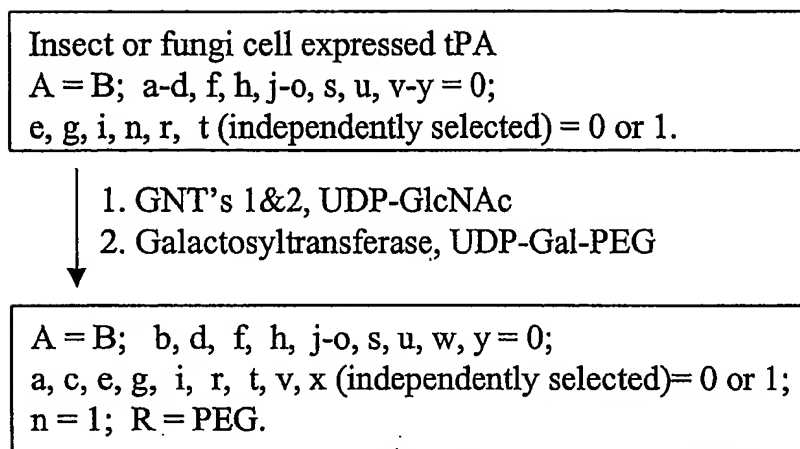 Insect or fungi cell expressed tPA
A = B; a-d, f, h, j-o, s, u, v-y = 0;
e, g, i, n, r, t (independently selected) = 0 or 1.
1. GNT's 1&2, UDP-GlcNAc
2. Galactosyltransferase, UDP-Gal-PEG
A = B; b, d, f, h, j-o, s, u, w, y = 0;
a, c, e, g, i, r, t, v, x (independently selected)= 0 or 1;
n = 1; R = PEG.